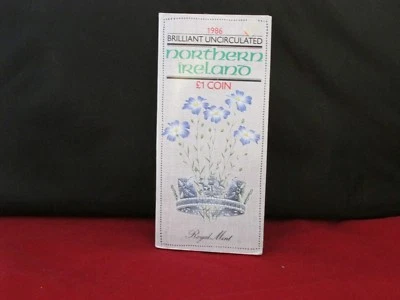 1986
BRILLIANT UNCIRCULATED
northern
ireland
£1 COIN
Royal Mint